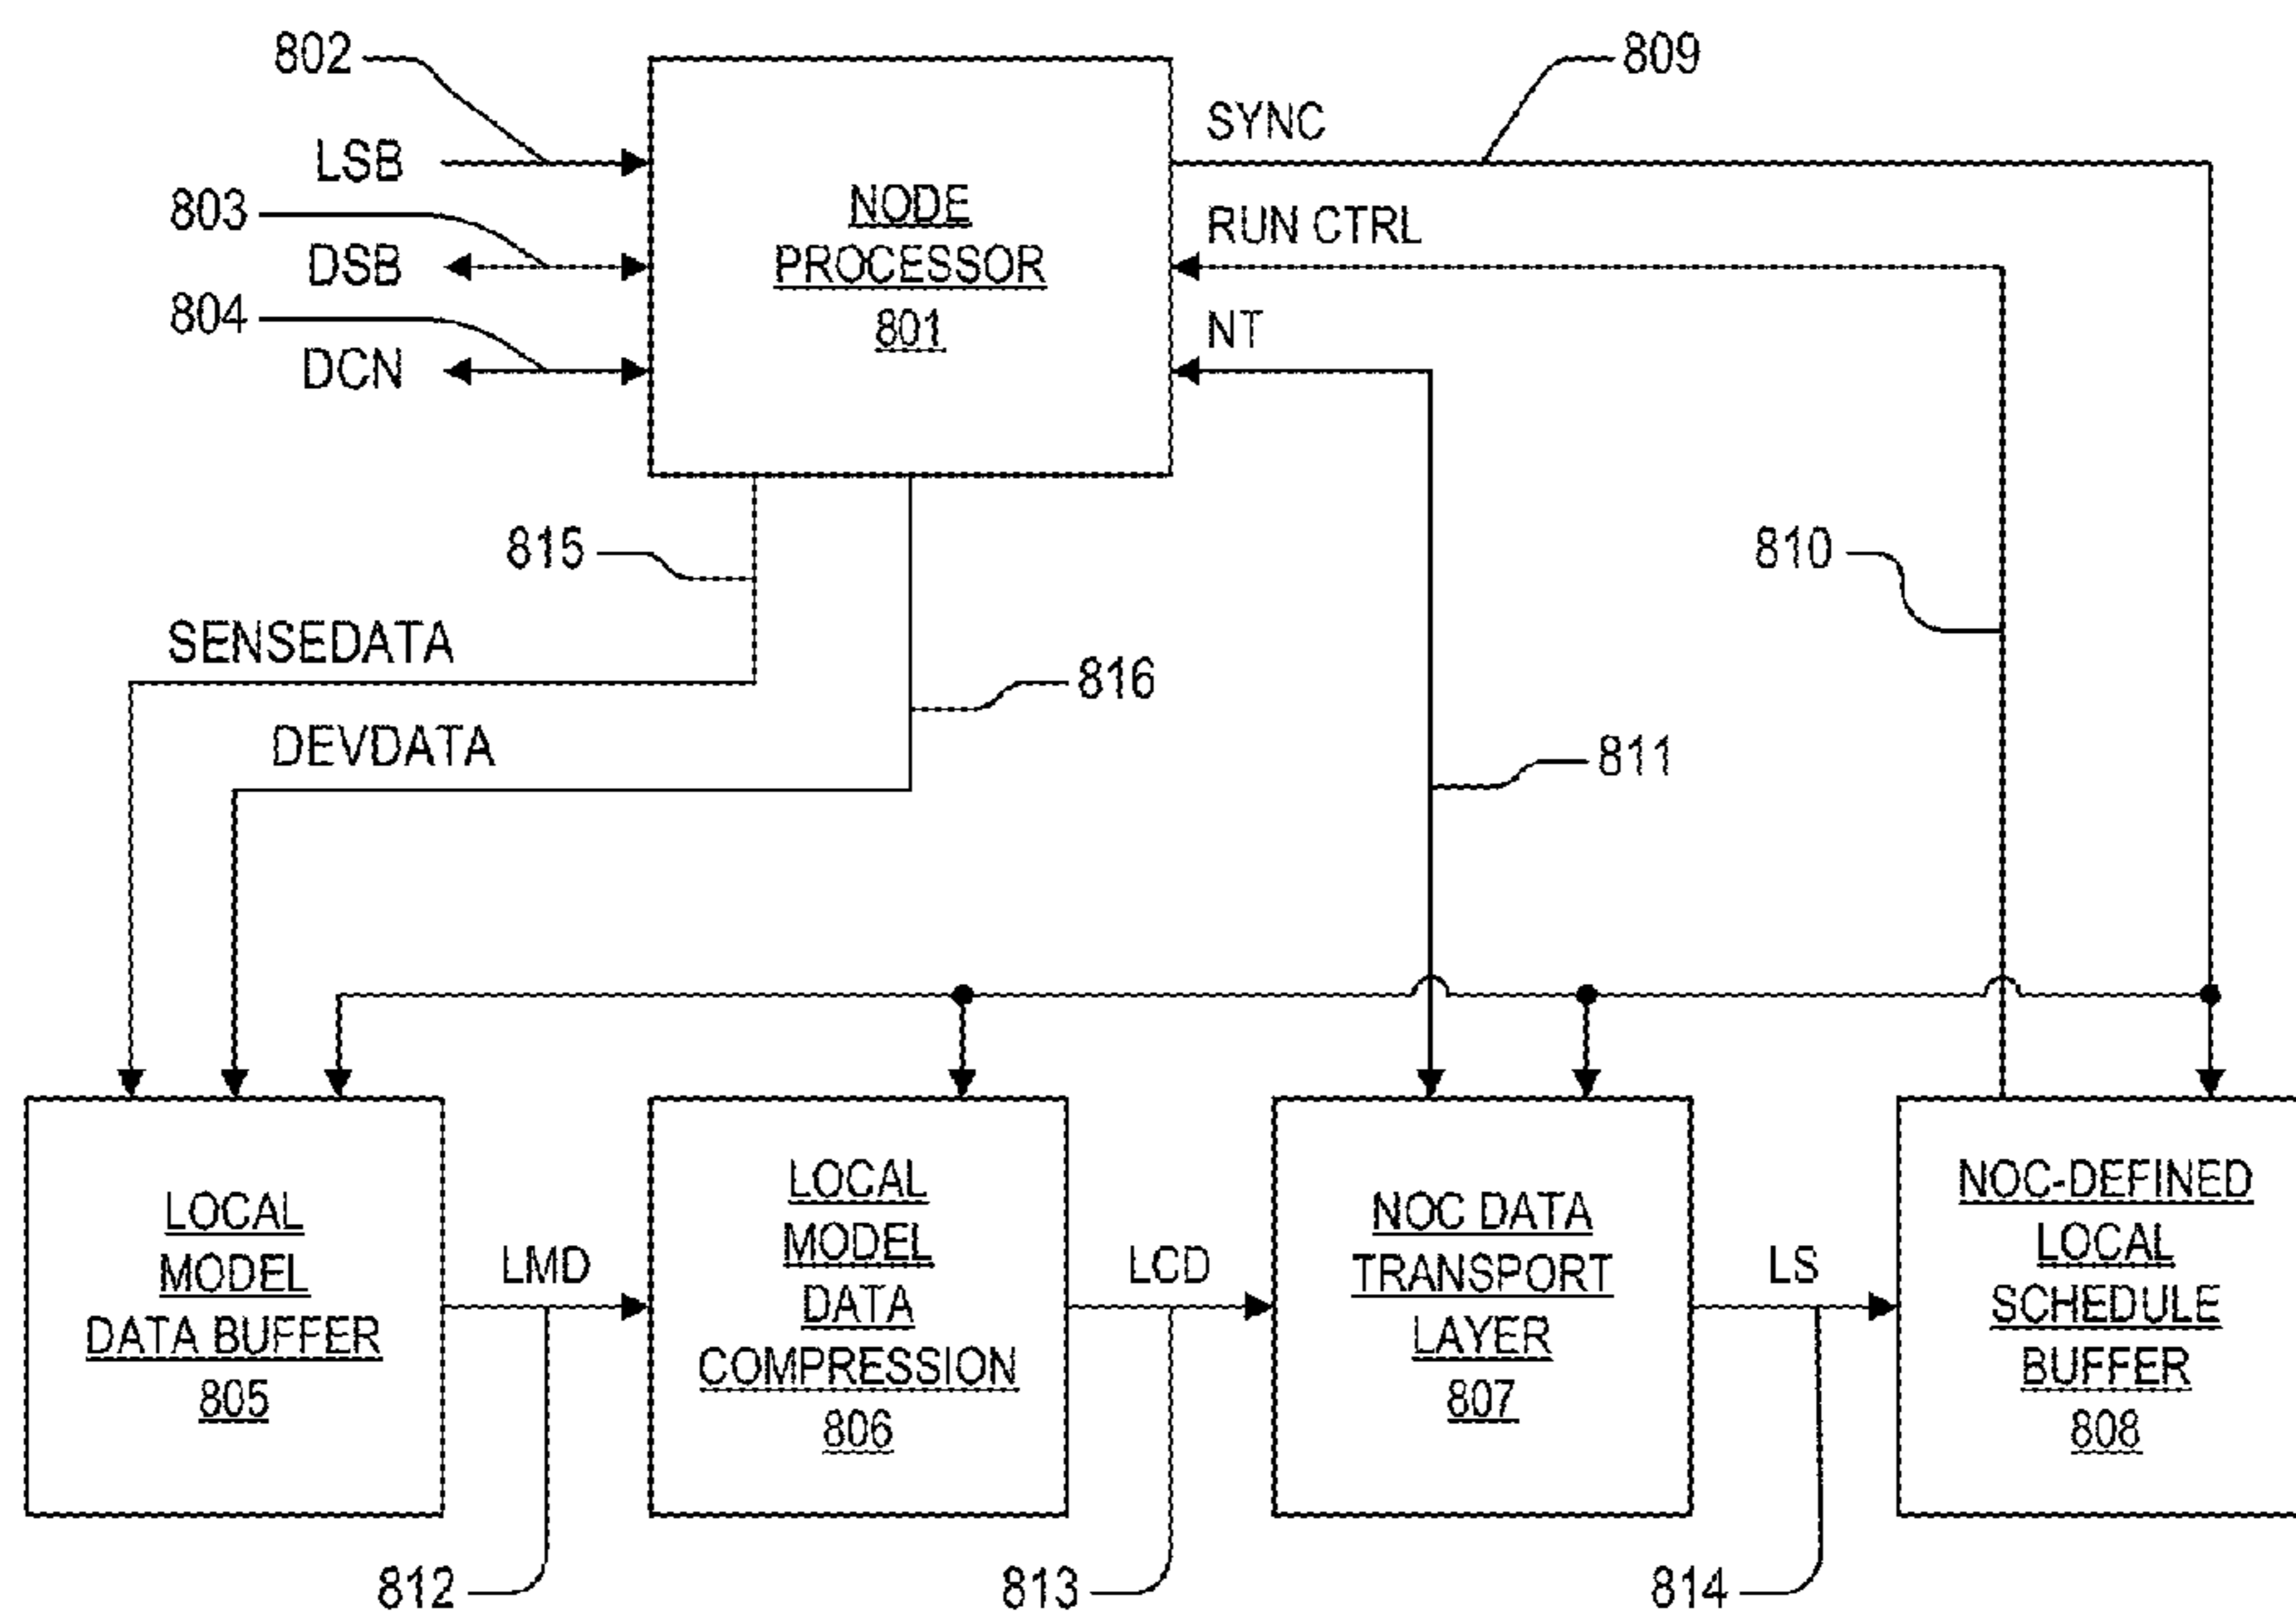 802
809
SYNC
LSB
803
NODE
PROCESSOR
801
RUN CTRL
DSB
804
NT
DCN
815
810
SENSEDATA
816
DEVDATA
811
LOCAL
MODEL
DATA BUFFER
805
LMD
LOCAL
MODEL
DATA
COMPRESSION
806
LCD
NOC DATA
TRANSPORT
LAYER
807
LS
NOC-DEFINED
LOCAL
SCHEDULE
BUFFER
808
812
813
814